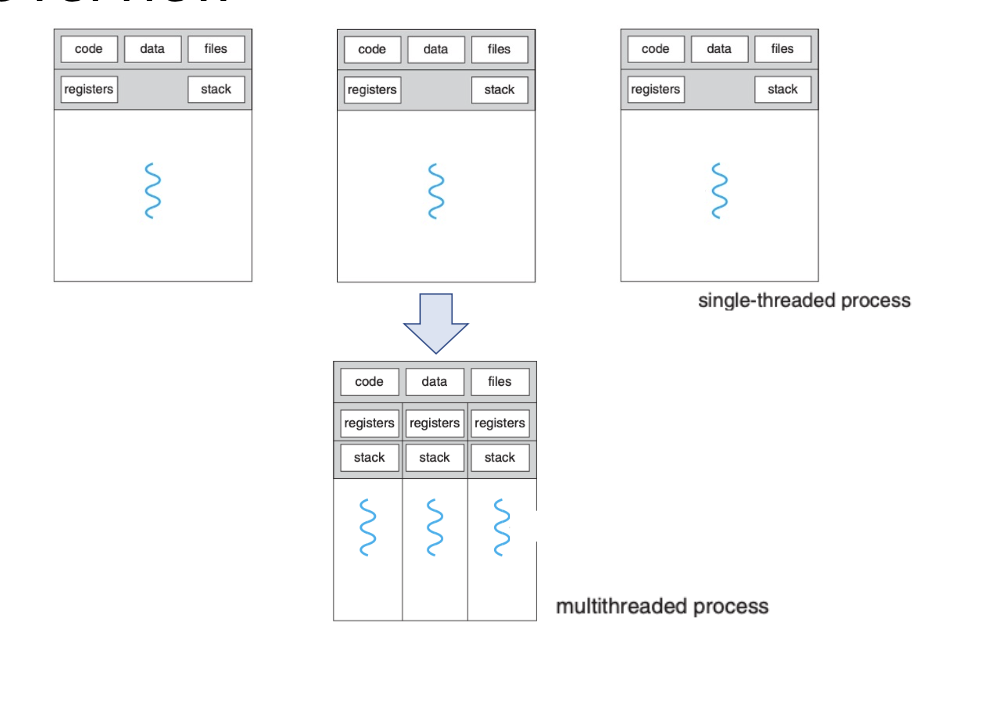 code data files code data files code data files
registers stack registers stack registers stack
single-threaded process
code data files
registers registers registers
stack stack stack
multithreaded process